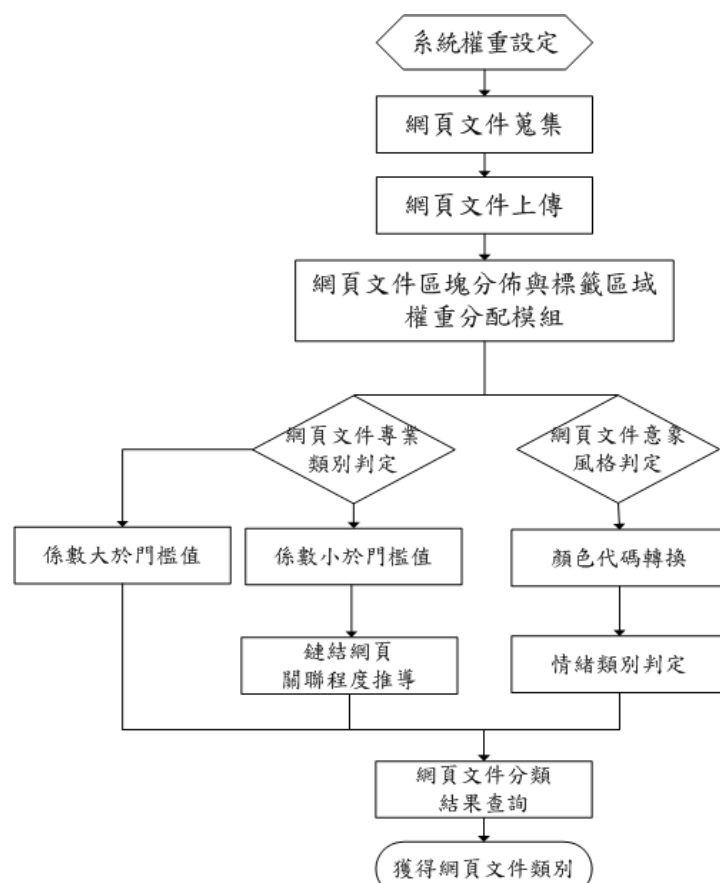 系統權重設定
網頁文件蒐集
網頁文件上傳
網頁文件區塊分佈與標籤區域
權重分配模組
網頁文件專業
類別判定
網頁文件意象
風格判定
係數大於門檻值
係數小於門檻值
顏色代碼轉換
鏈結網頁
關聯程度推導
情緒類別判定
網頁文件分類
結果查詢
獲得網頁文件類別